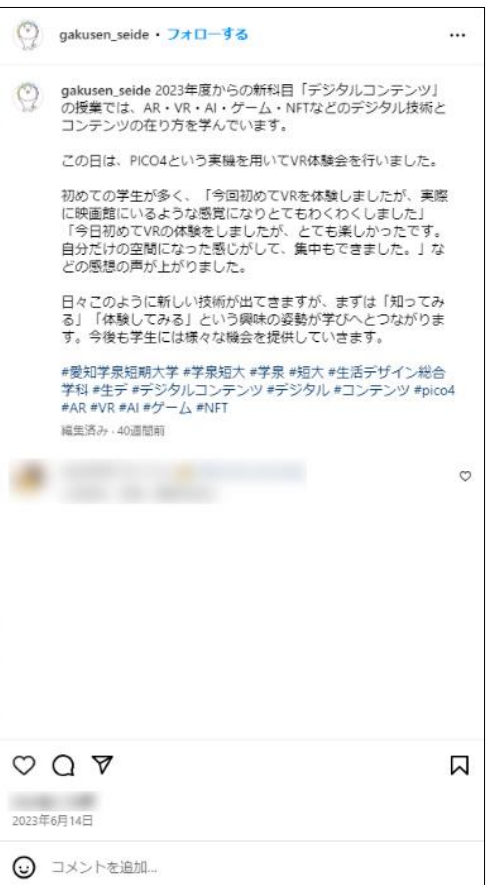 gakusen_seide • フォローする
gakusen_seide 2023年度からの新科目「デジタルコンテンツ」
の授業では、AR・VR・AI・ゲーム・NFTなどのデジタル技術と
コンテンツの在り方を学んでいます。
この日は、PICO4という実機を用いてVR体験会を行いました。
初めての学生が多く、「今回初めてVRを体験しましたが、実際
に映画館にいるような感覚になりとてもわくわくしました」
「今日初めてVRの体験をしましたが、とても楽しかったです。
自分だけの空間になった感じがして、集中もできました。」な
どの感想の声が上がりました。
日々このように新しい技術が出てきますが、まずは「知ってみ
る」「体験してみる」という興味の姿勢が学びへとつながりま
す。今後も学生には様々な機会を提供していきます。
#愛知学泉短期大学 #学泉短大 #学泉 #短大 #生活デザイン総合
学科 #生デ #デジタルコンテンツ #デジタル #コンテンツ #pico4
#AR #VR #AI #ゲーム #NFT
編集済み・40週間前
2023年6月14日
コメントを追加...